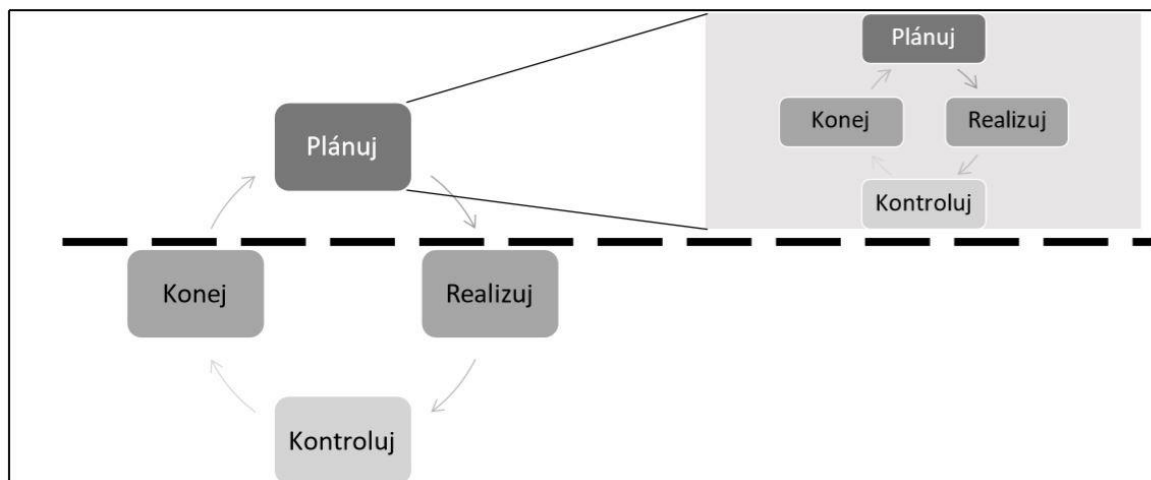 Plánuj
Konej
Realizuj
Kontroluj
Plánuj
Konej
Realizuj
Kontroluj